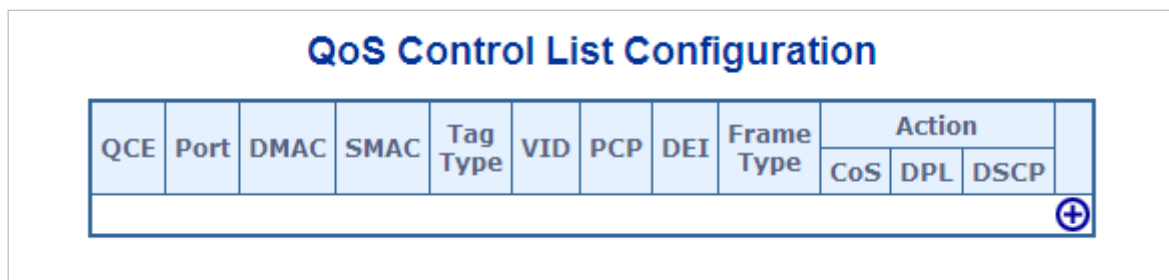 QoS Control List Configuration
QCE Port DMAC SMAC Tag Type VID PCP DEI Frame Type Action
CoS DPL DSCP